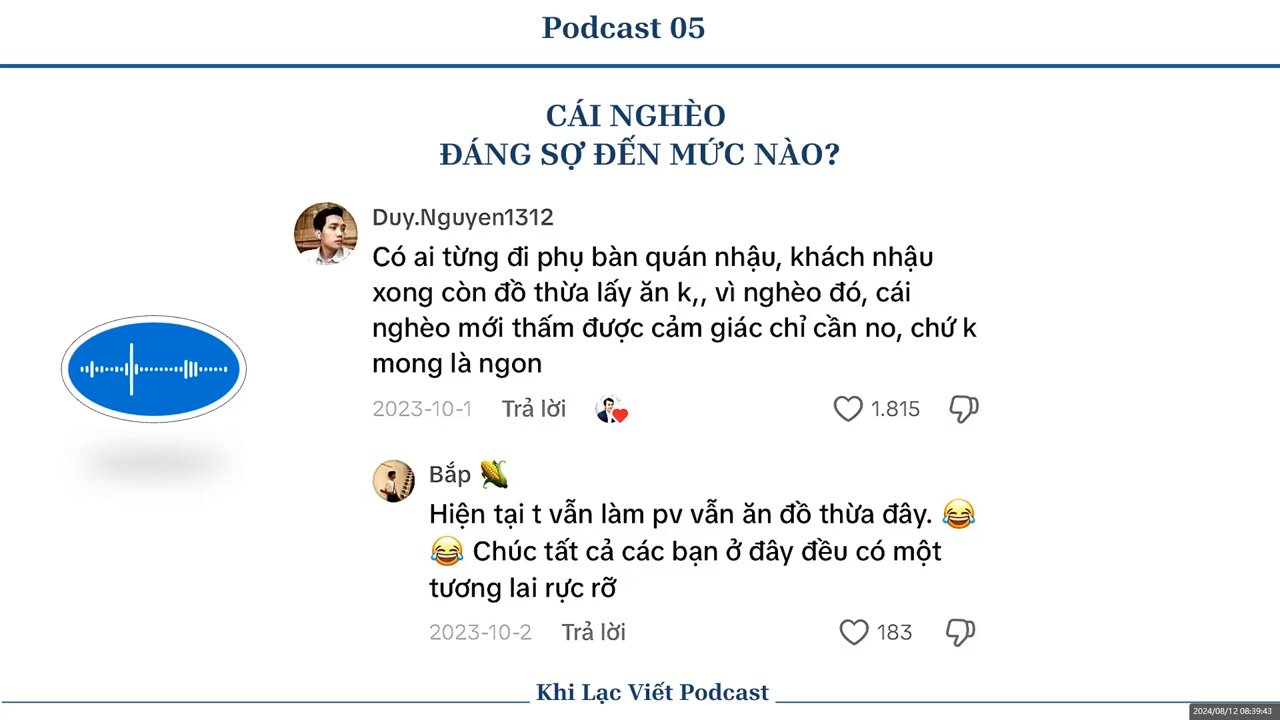 Podcast 05
CÁI NGHÈO
ĐÁNG SỢ ĐẾN MỨC NÀO?
Duy.Nguyen1312
Có ai từng đi phụ bàn quán nhậu, khách nhậu
xong còn đồ thừa lấy ăn k,, vì nghèo đó, cái
nghèo mới thấm được cảm giác chỉ cần no, chứ k
mong là ngon
2023-10-1 Trả lời 1.815
Bắp 🌽
Hiện tại t vẫn làm pv vẫn ăn đồ thừa đây. 😂
😂 Chúc tất cả các bạn ở đây đều có một
tương lai rực rỡ
2023-10-2 Trả lời 183
Khi Lạc Viết Podcast
2024/08/12 08:39:43